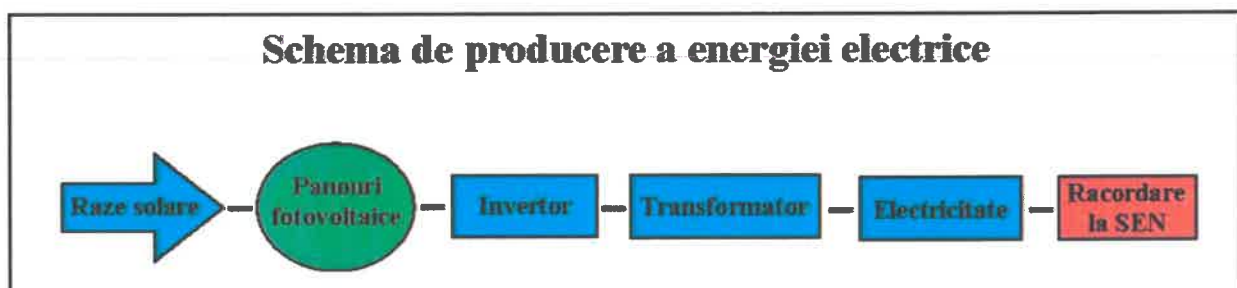 Schema de producere a energiei electrice
Raze solare
Panouri
fotovoltaice
Invertor
Transformator
Electricitate
Racordare
la SEN